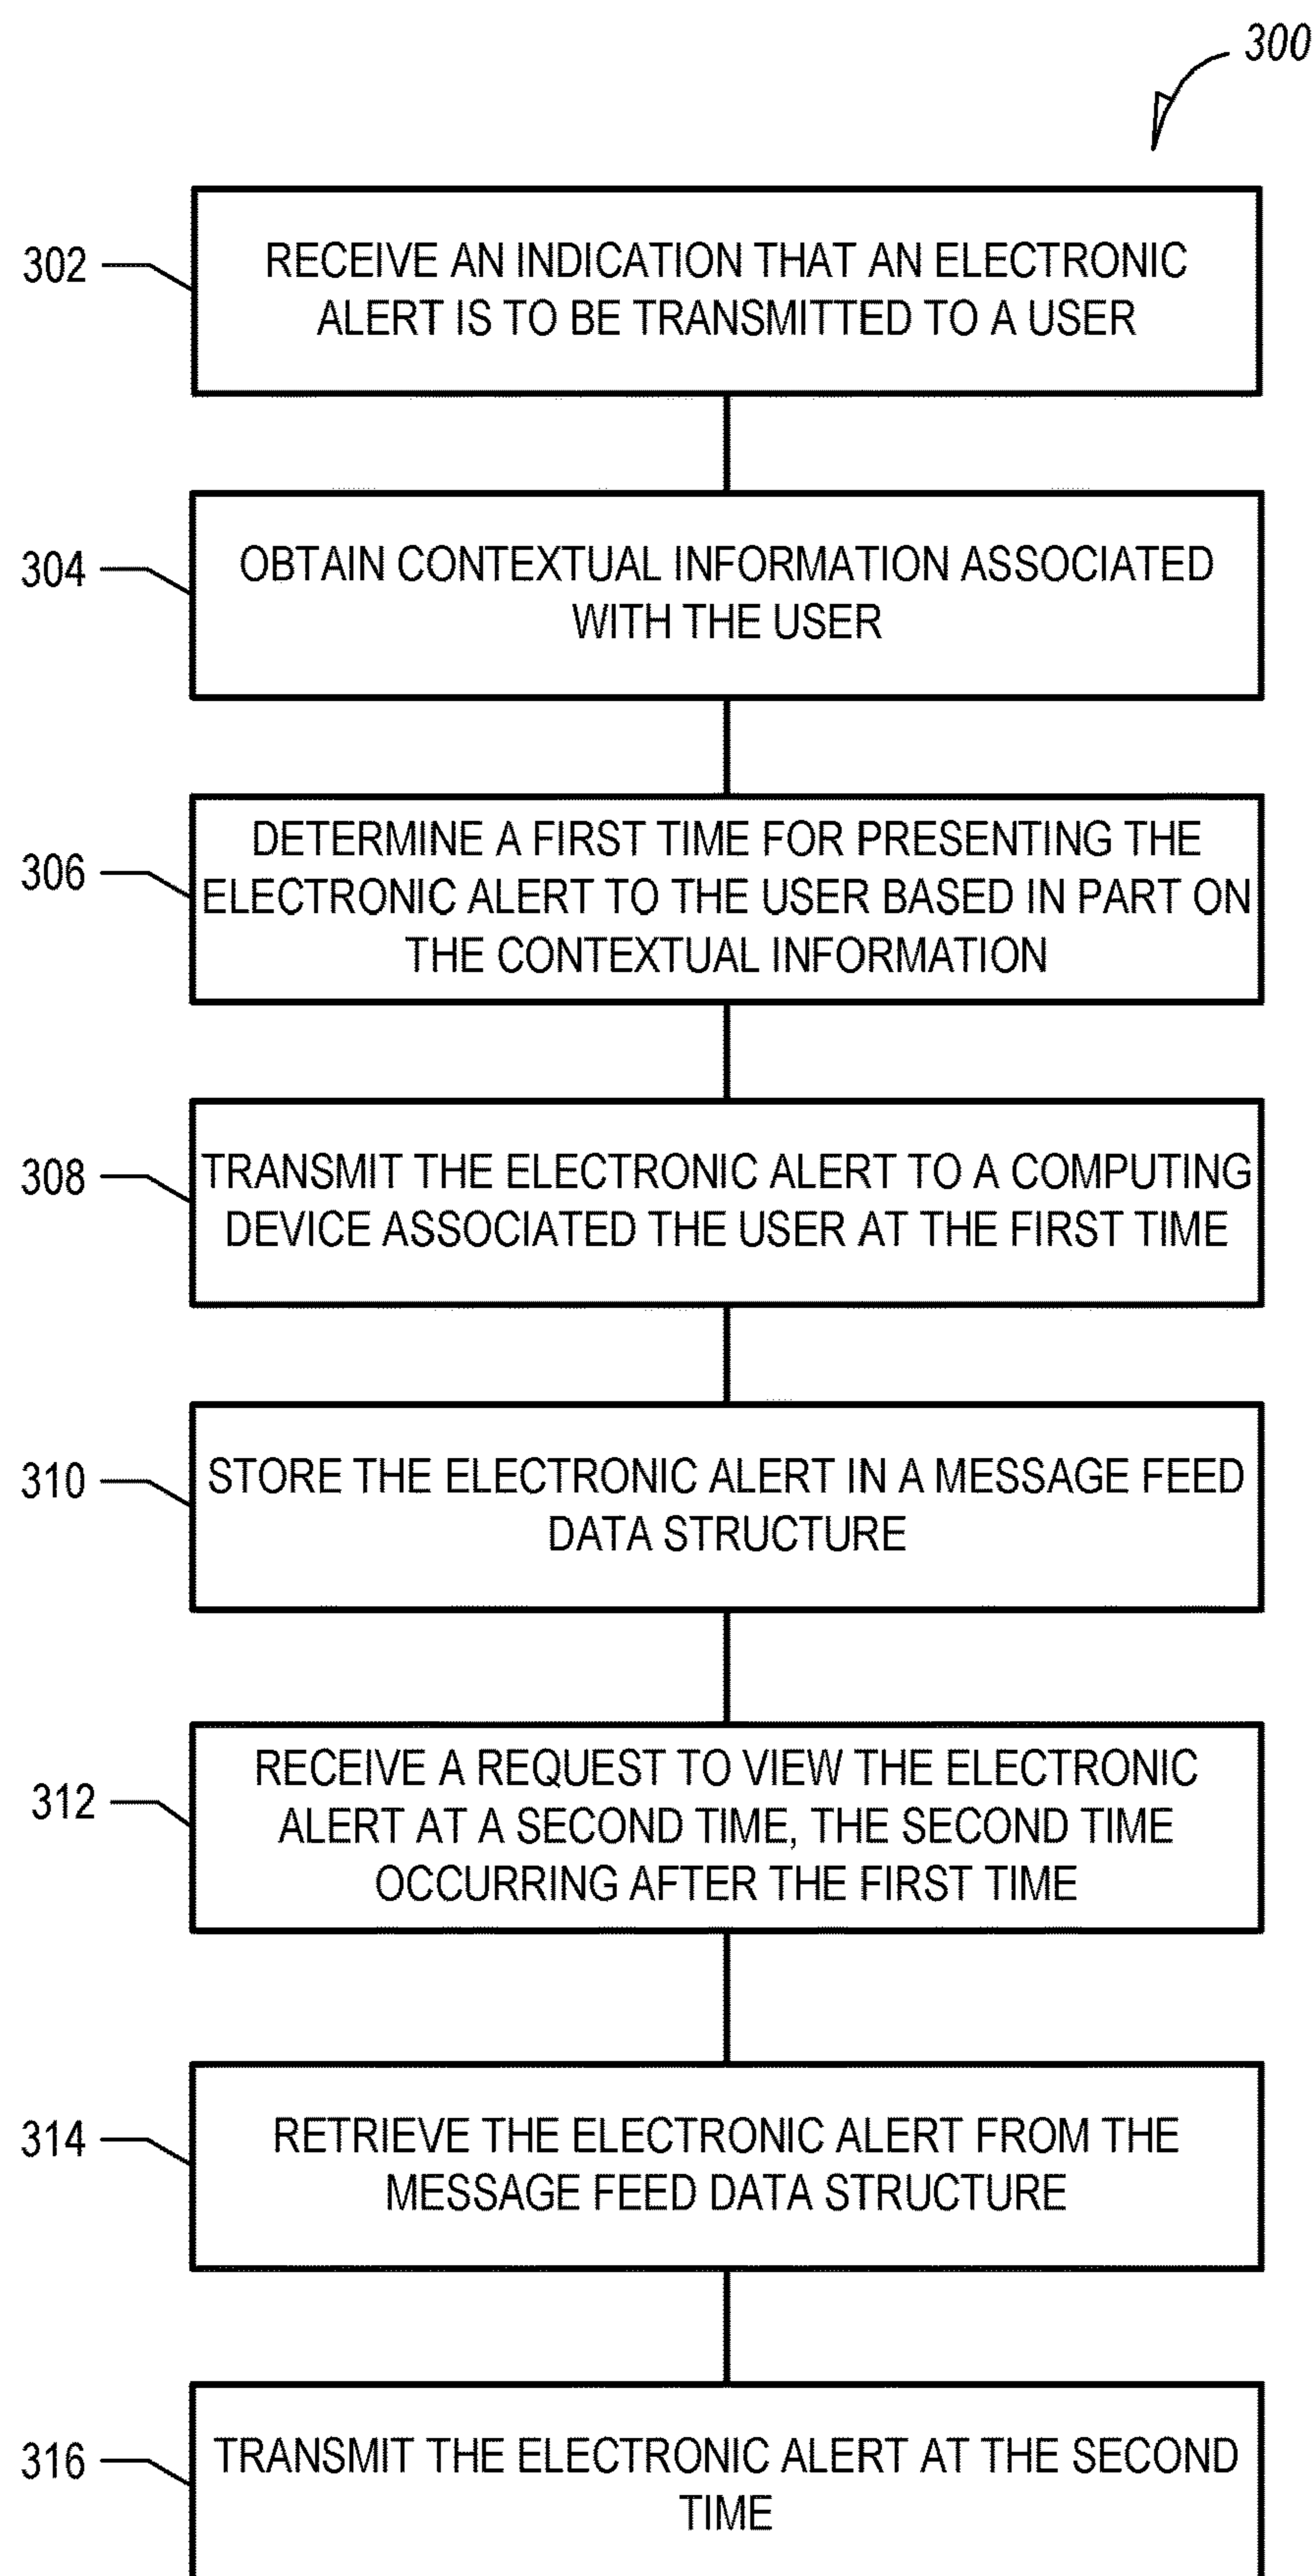 300
302
RECEIVE AN INDICATION THAT AN ELECTRONIC
ALERT IS TO BE TRANSMITTED TO A USER
304
OBTAIN CONTEXTUAL INFORMATION ASSOCIATED
WITH THE USER
306
DETERMINE A FIRST TIME FOR PRESENTING THE
ELECTRONIC ALERT TO THE USER BASED IN PART ON
THE CONTEXTUAL INFORMATION
308
TRANSMIT THE ELECTRONIC ALERT TO A COMPUTING
DEVICE ASSOCIATED THE USER AT THE FIRST TIME
310
STORE THE ELECTRONIC ALERT IN A MESSAGE FEED
DATA STRUCTURE
312
RECEIVE A REQUEST TO VIEW THE ELECTRONIC
ALERT AT A SECOND TIME, THE SECOND TIME
OCCURRING AFTER THE FIRST TIME
314
RETRIEVE THE ELECTRONIC ALERT FROM THE
MESSAGE FEED DATA STRUCTURE
316
TRANSMIT THE ELECTRONIC ALERT AT THE SECOND
TIME